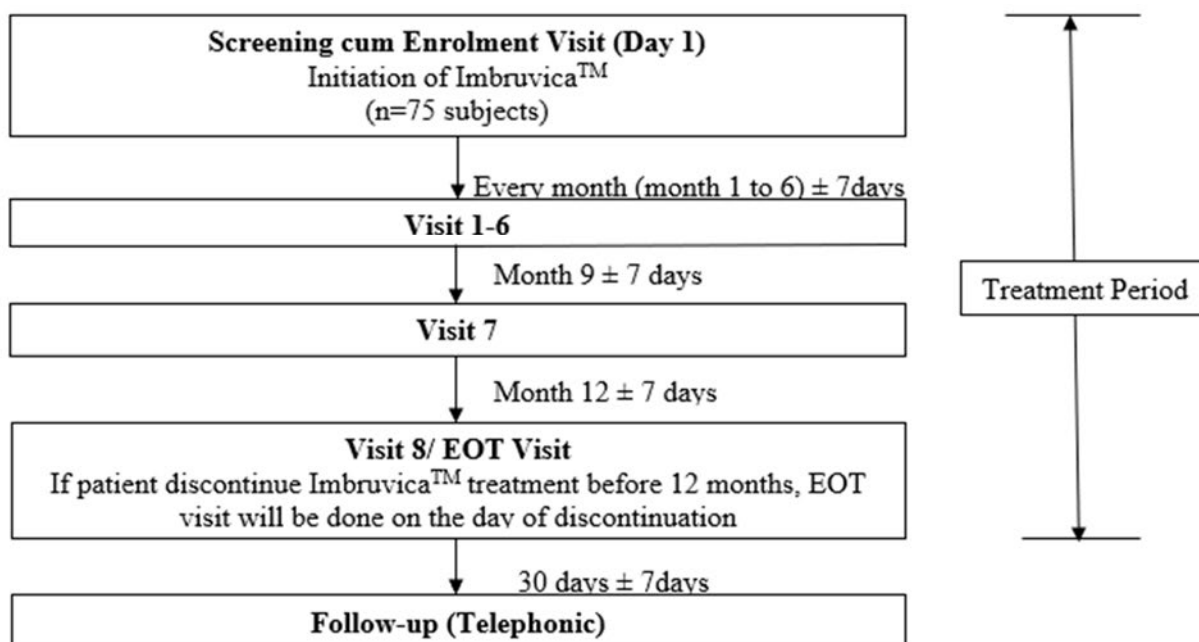 Screening cum Enrolment Visit (Day 1)
Initiation of Imbruvica™
(n=75 subjects)
Every month (month 1 to 6) ± 7days
Visit 1-6
Month 9 ± 7 days
Treatment Period
Visit 7
Month 12 ± 7 days
Visit 8/ EOT Visit
If patient discontinue Imbruvica™ treatment before 12 months, EOT
visit will be done on the day of discontinuation
30 days ± 7days
Follow-up (Telephonic)